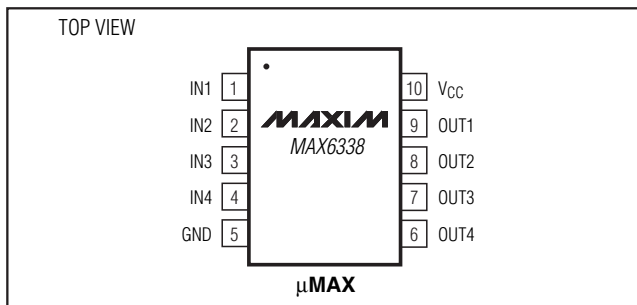 TOP VIEW
IN1 1 10 VCC
IN2 2 MAXIM 9 OUT1
MAX6338
IN3 3 8 OUT2
IN4 4 7 OUT3
GND 5 6 OUT4
μMAX